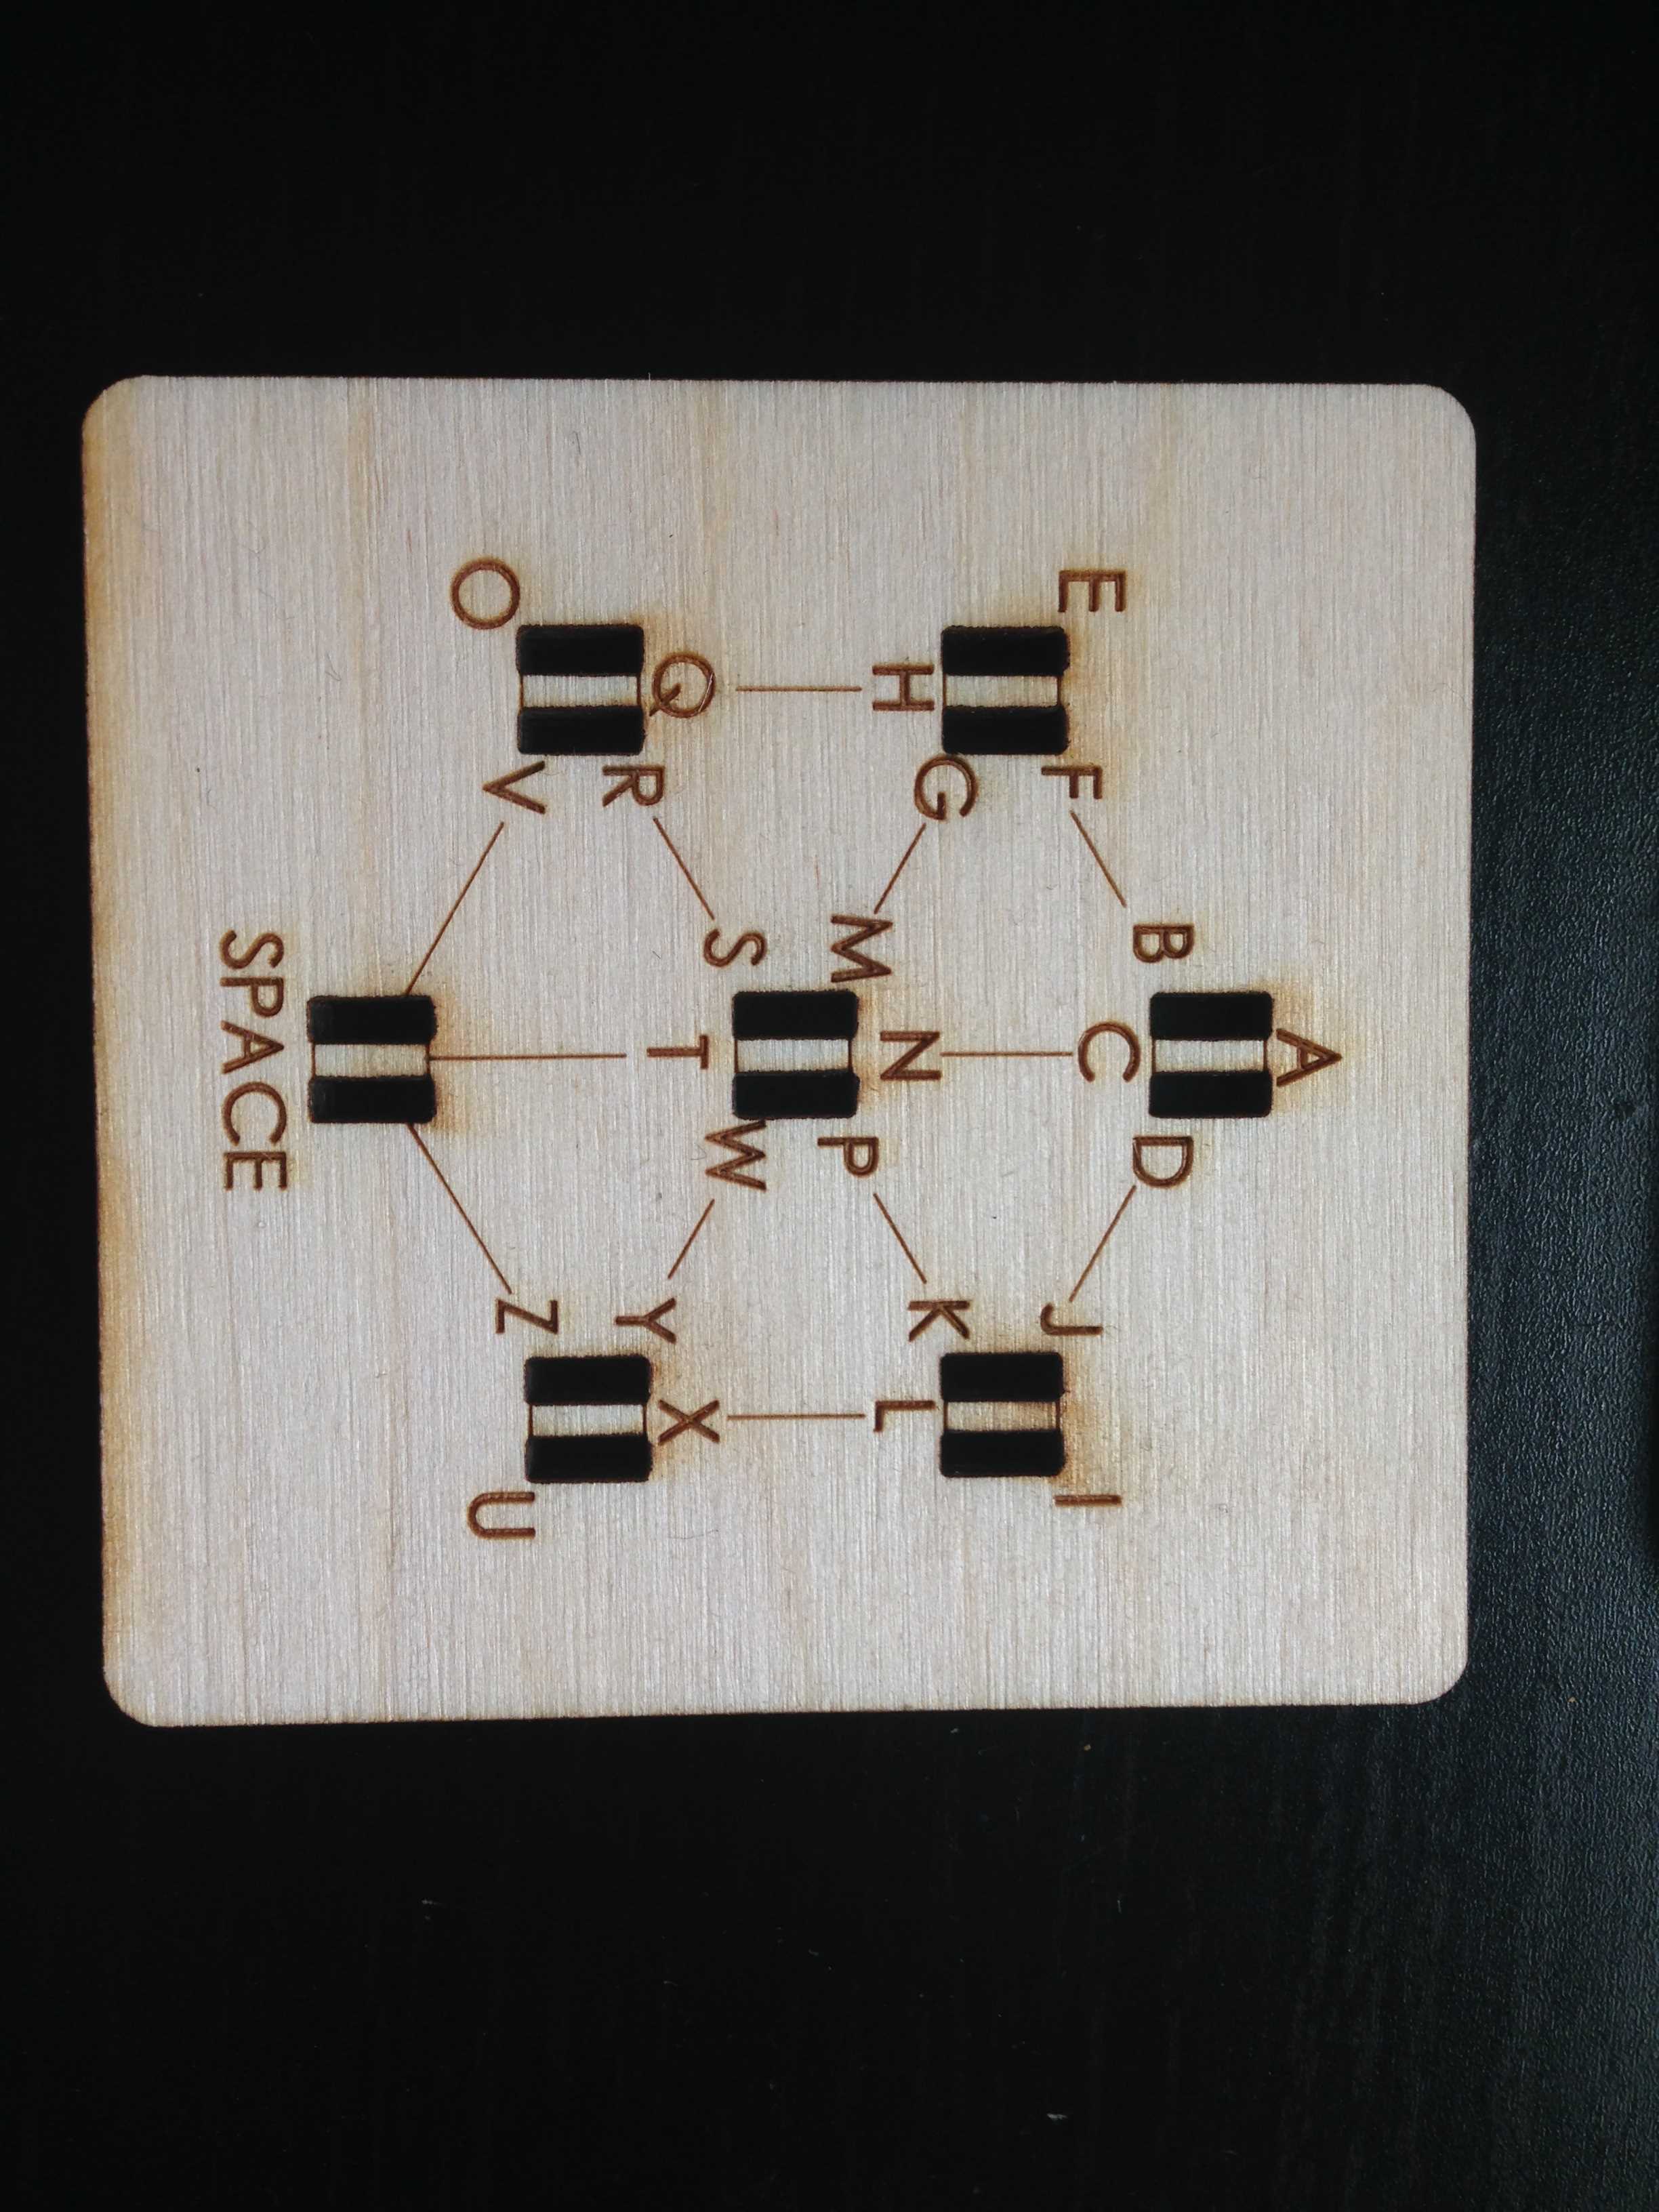 A
B D
C
E F J I
H G N K L
M P
S W
Q R T Y X
O V Z U
SPACE